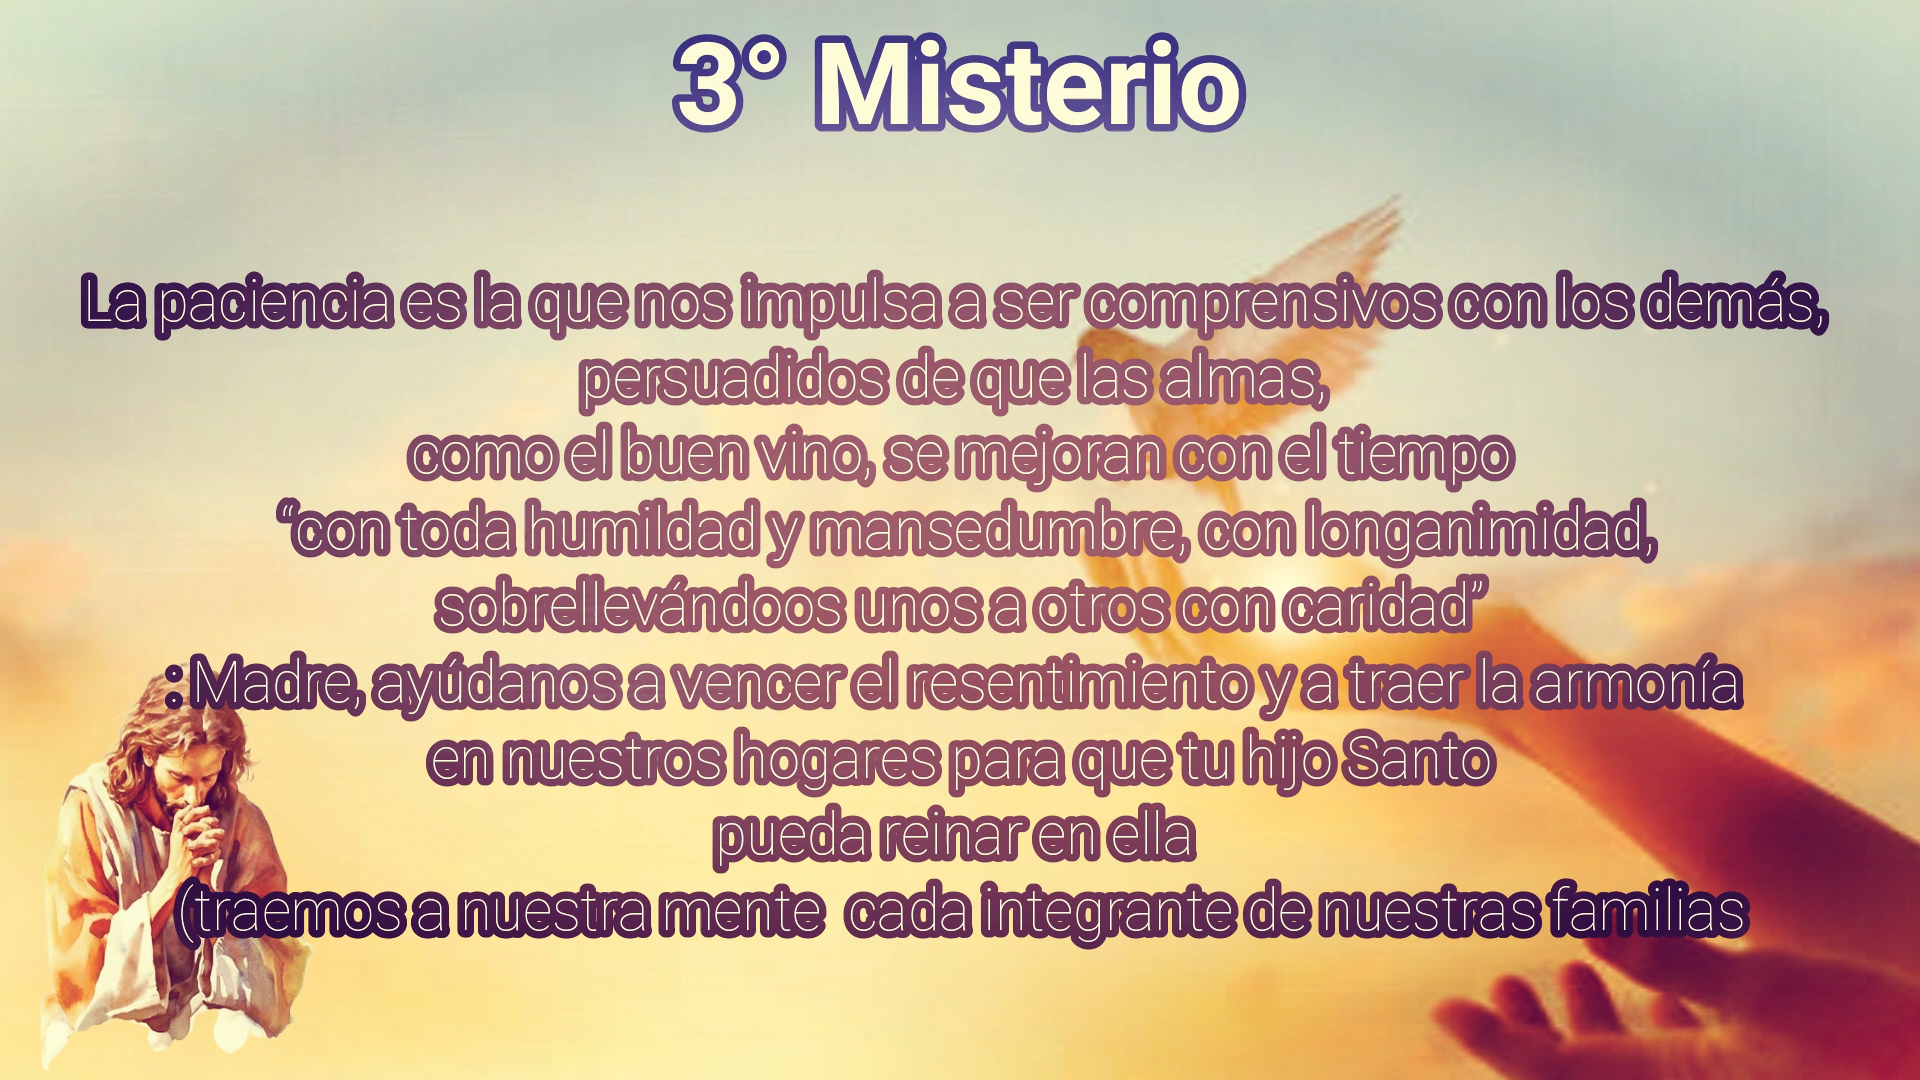 3° Misterio
La paciencia es la que nos impulsa a ser comprensivos con los demás,
persuadidos de que las almas,
como el buen vino, se mejoran con el tiempo
“con toda humildad y mansedumbre, con longanimidad,
sobrellevándoos unos a otros con caridad”
: Madre, ayúdanos a vencer el resentimiento y a traer la armonía
en nuestros hogares para que tu hijo Santo
pueda reinar en ella
(traemos a nuestra mente  cada integrante de nuestras familias